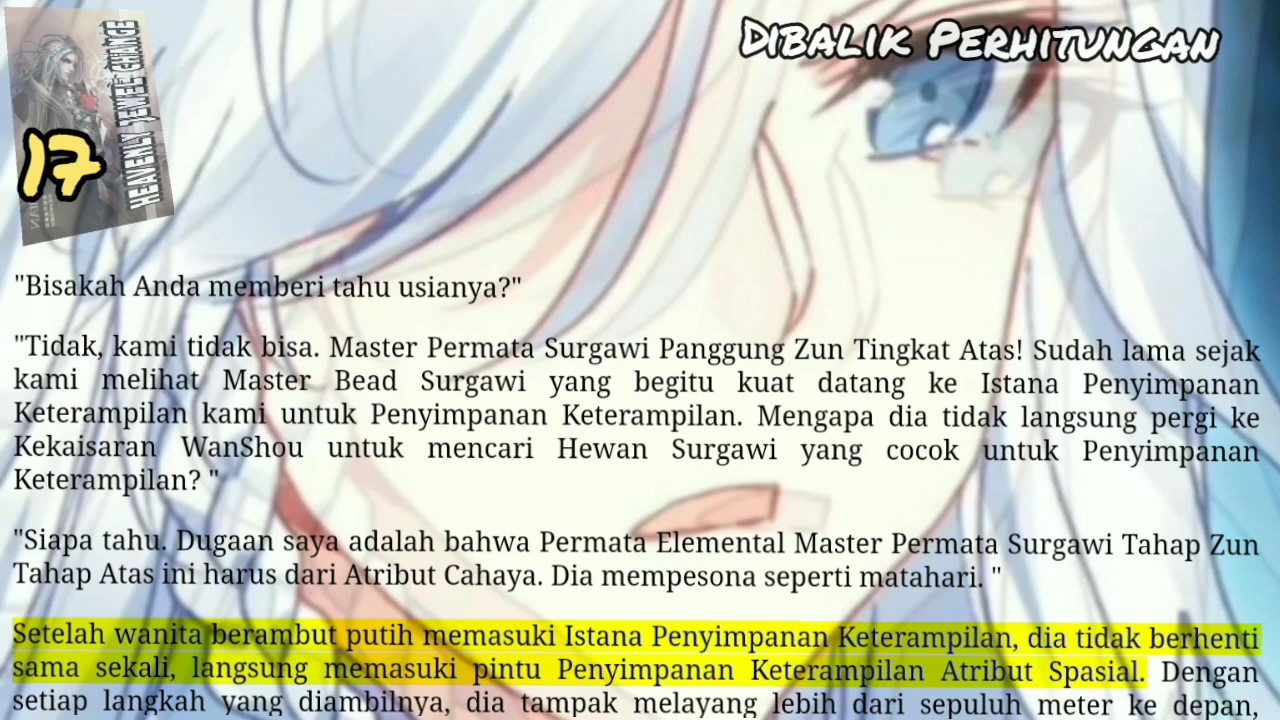 DIBALIK PERHITUNGAN
HEAVENLY JEWEL CHANGE
17
"Bisakah Anda memberi tahu usianya?"
"Tidak, kami tidak bisa. Master Permata Surgawi Panggung Zun Tingkat Atas! Sudah lama sejak
kami melihat Master Bead Surgawi yang begitu kuat datang ke Istana Penyimpanan
Keterampilan kami untuk Penyimpanan Keterampilan. Mengapa dia tidak langsung pergi ke
Kekaisaran WanShou untuk mencari Hewan Surgawi yang cocok untuk Penyimpanan
Keterampilan? "
"Siapa tahu. Dugaan saya adalah bahwa Permata Elemental Master Permata Surgawi Tahap Zun
Tahap Atas ini harus dari Atribut Cahaya. Dia mempesona seperti matahari. "
Setelah wanita berambut putih memasuki Istana Penyimpanan Keterampilan, dia tidak berhenti
sama sekali, langsung memasuki pintu Penyimpanan Keterampilan Atribut Spasial. Dengan
setiap langkah yang diambilnya, dia tampak melayang lebih dari sepuluh meter ke depan,